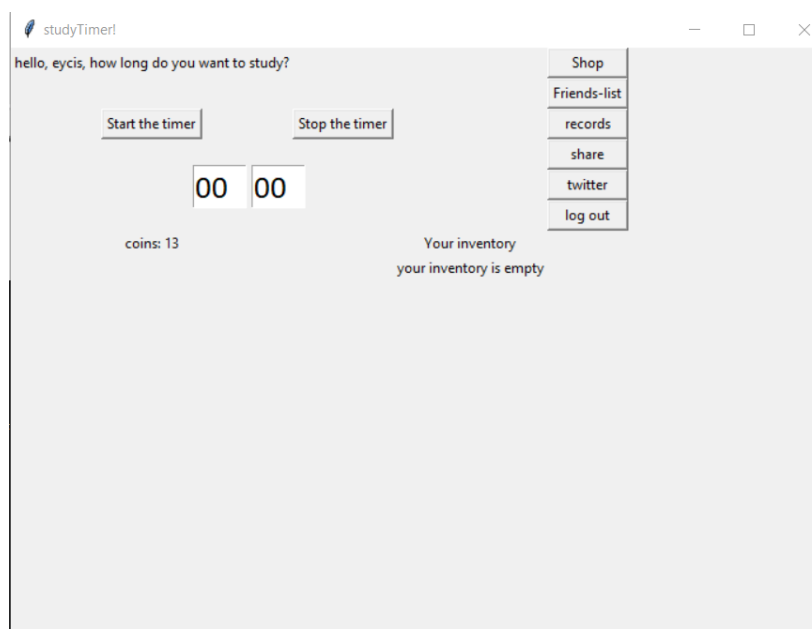 studyTimer!
hello, eycis, how long do you want to study?
Shop
Friends-list
Start the timer
Stop the timer
records
share
00 00
twitter
log out
coins: 13
Your inventory
your inventory is empty